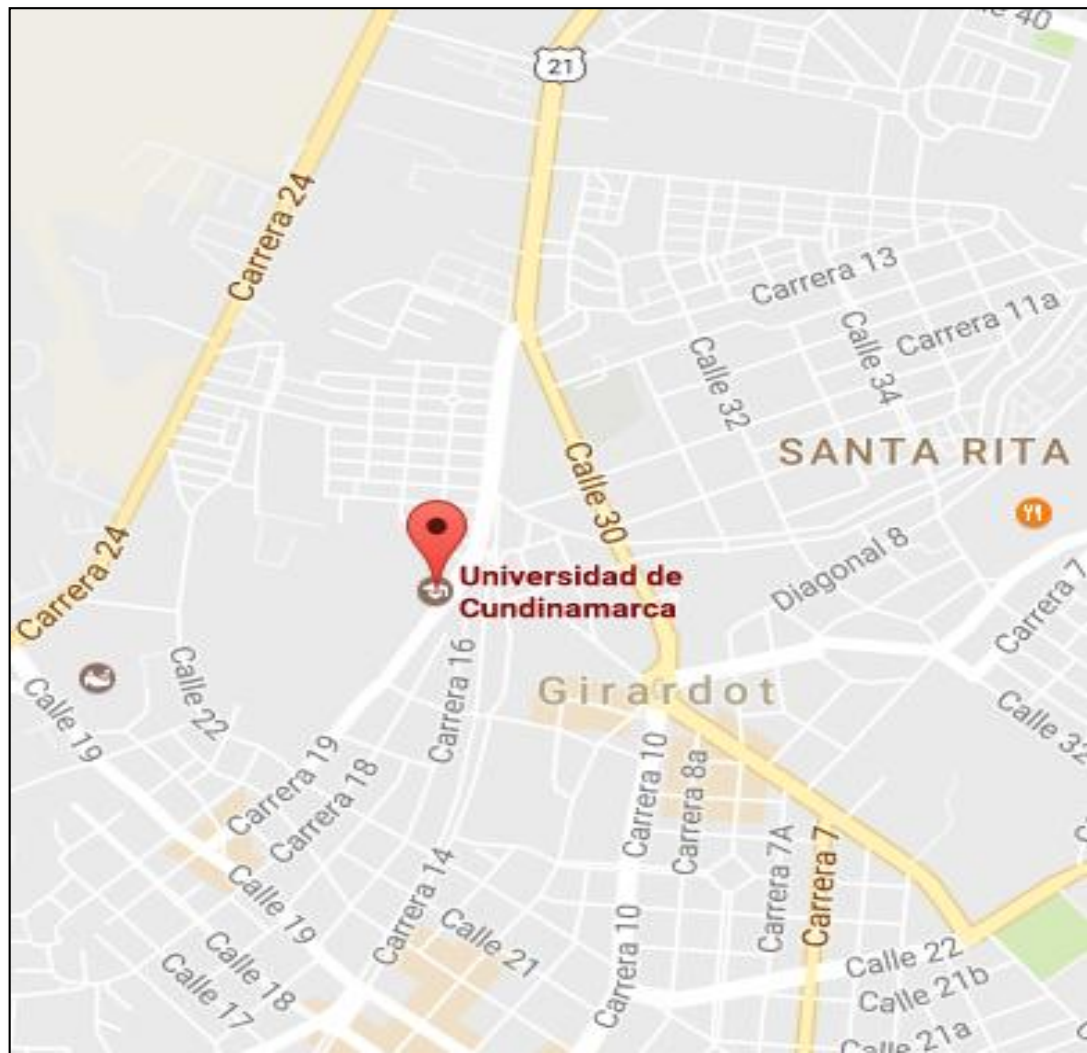 40
21
Carrera 24
Carrera 13
Carrera 11a
Calle 32
Calle 34
SANTA RITA
Calle 30
Carrera 24
Diagonal 8
Universidad de
Cundinamarca
Carrera 7
Carrera 16
Calle 22
Girardot
Calle 19
Calle 32
Carrera 19
Carrera 18
Carrera 10
Carrera 8a
Carrera 7A
Carrera 7
Carrera 14
Calle 19
Calle 21
Carrera 10
Calle 18
Calle 17
Calle 22
Calle 21b
Calle 21a